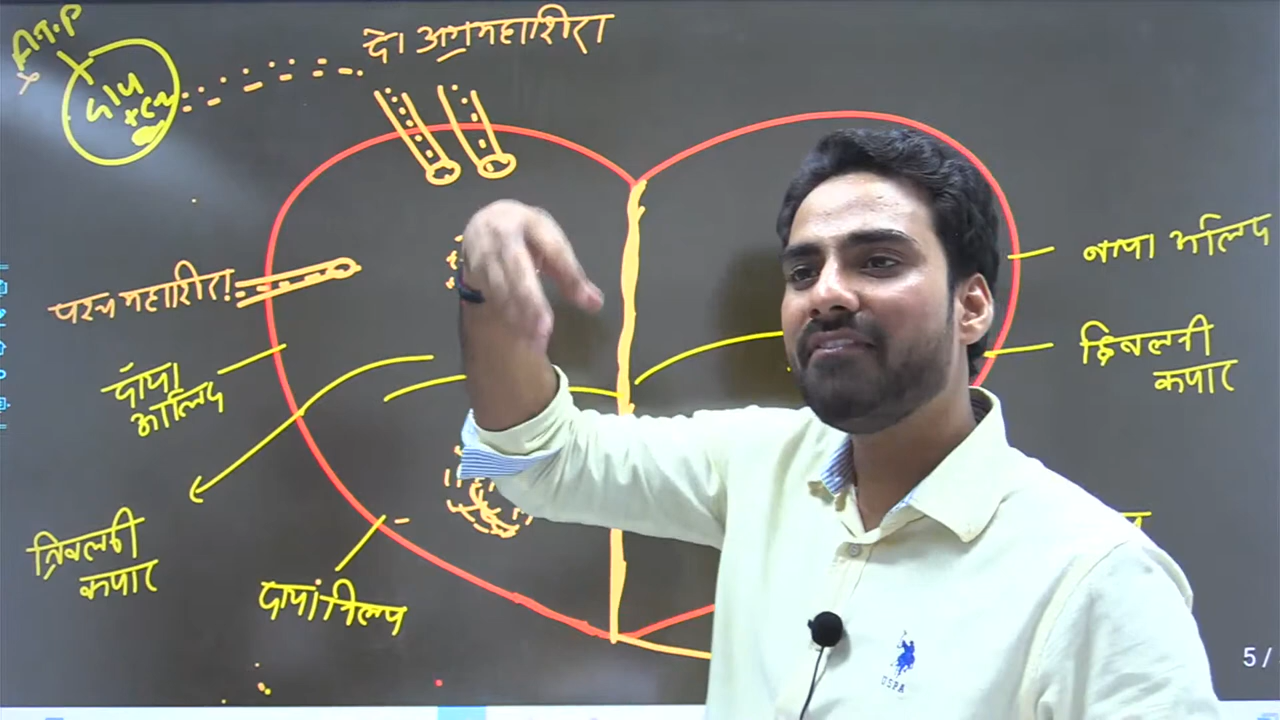 A.T.P
दो अग्रमहाशिरा
बाया अलिंद
पश्च महाशिरा
द्विवलनी
कपाट
दाँया
अलिंद
त्रिवलनी
कपाट
दायां निलय
USPA
5/